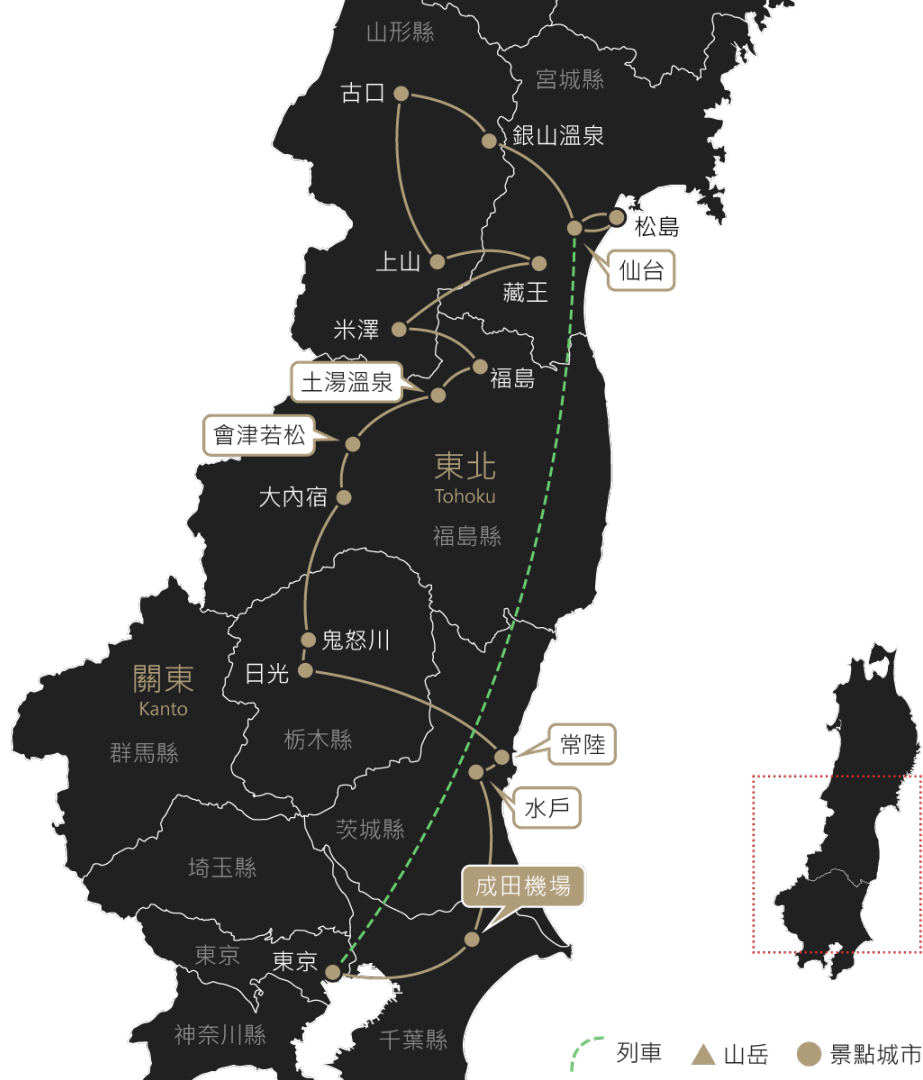 山形縣
宮城縣
古口
銀山溫泉
松島
仙台
上山
藏王
米澤
福島
土湯溫泉
會津若松
東北
Tohoku
大內宿
福島縣
鬼怒川
日光
關東
Kanto
栃木縣
群馬縣
常陸
水戶
茨城縣
埼玉縣
成田機場
東京
東京
神奈川縣
千葉縣
列車
山岳
景點城市